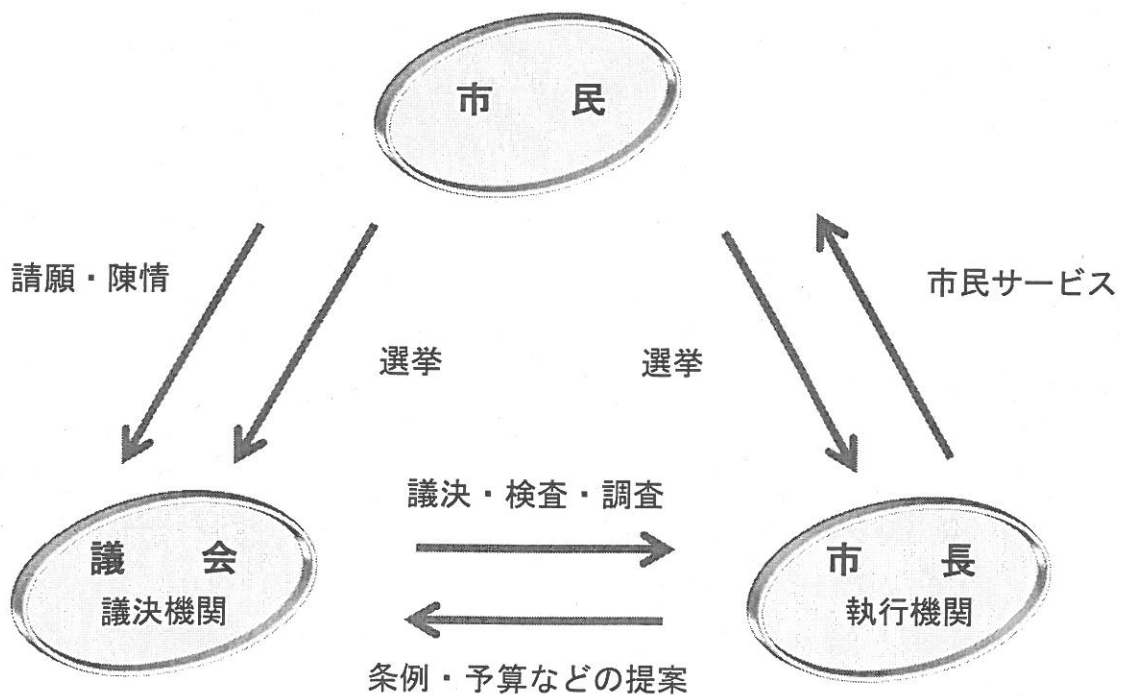 市　民
請願・陳情
市民サービス
選挙
選挙
議決・検査・調査
議　会
議決機関
市　長
執行機関
条例・予算などの提案